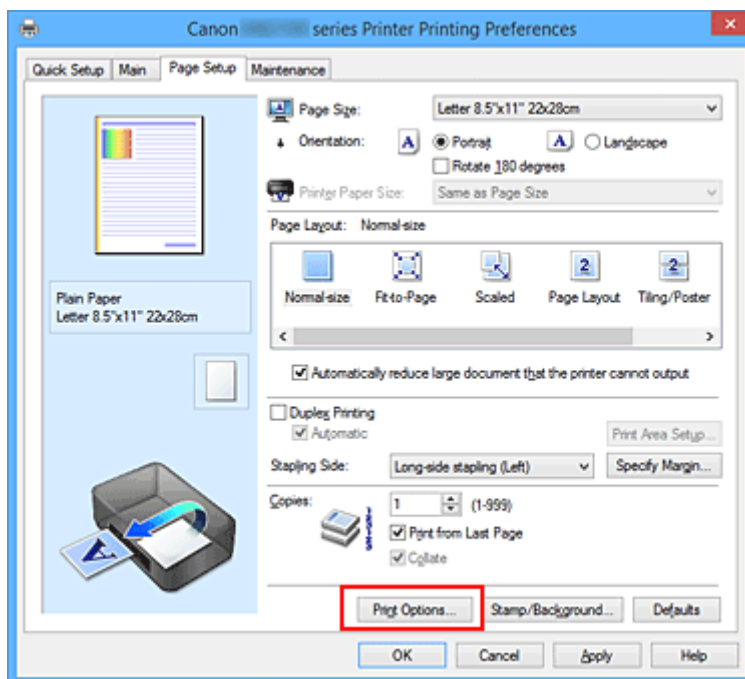 Canon series Printer Printing Preferences
Quick Setup Main Page Setup Maintenance
Page Size: Letter 8.5"x11" 22x28cm
Orientation: A Portrait A Landscape
Rotate 180 degrees
Printer Paper Size: Same as Page Size
Page Layout: Normal-size
2 2
Normal-size Fit-to-Page Scaled Page Layout Tiling/Poster
Plain Paper
Letter 8.5"x11" 22x28cm
Automatically reduce large document that the printer cannot output
Duplex Printing
Automatic
Print Area Setup...
Stapling Side: Long-side stapling (Left) Specify Margin...
Copies: 1 (1-999)
Print from Last Page
Collate
A
Print Options... Stamp/Background... Defaults
OK Cancel Apply Help